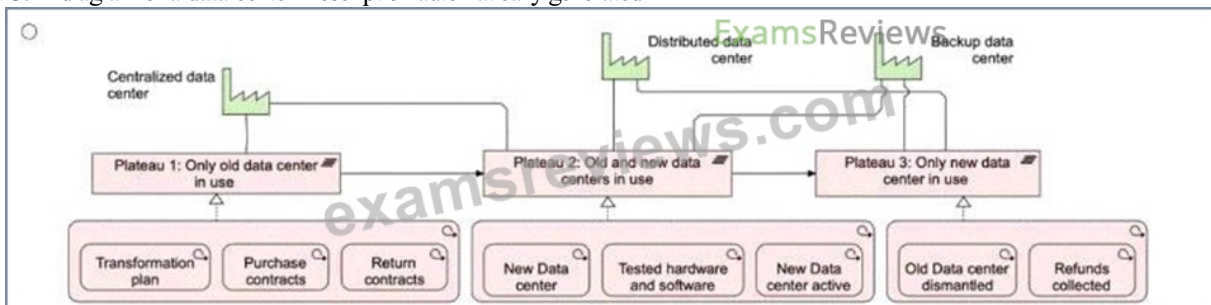 C. A diagram of a data center Description automatically generated
ExamsReviews
Distributed data
center
Backup data
center
Centralized data
center
Plateau 1: Only old data center
in use
Plateau 2: Old and new data
centers in use
Plateau 3: Only new data
center in use
examsreviews.com
Transformation
plan
Purchase
contracts
Return
contracts
New Data
center
Tested hardware
and software
New Data
center active
Old Data center
dismantled
Refunds
collected